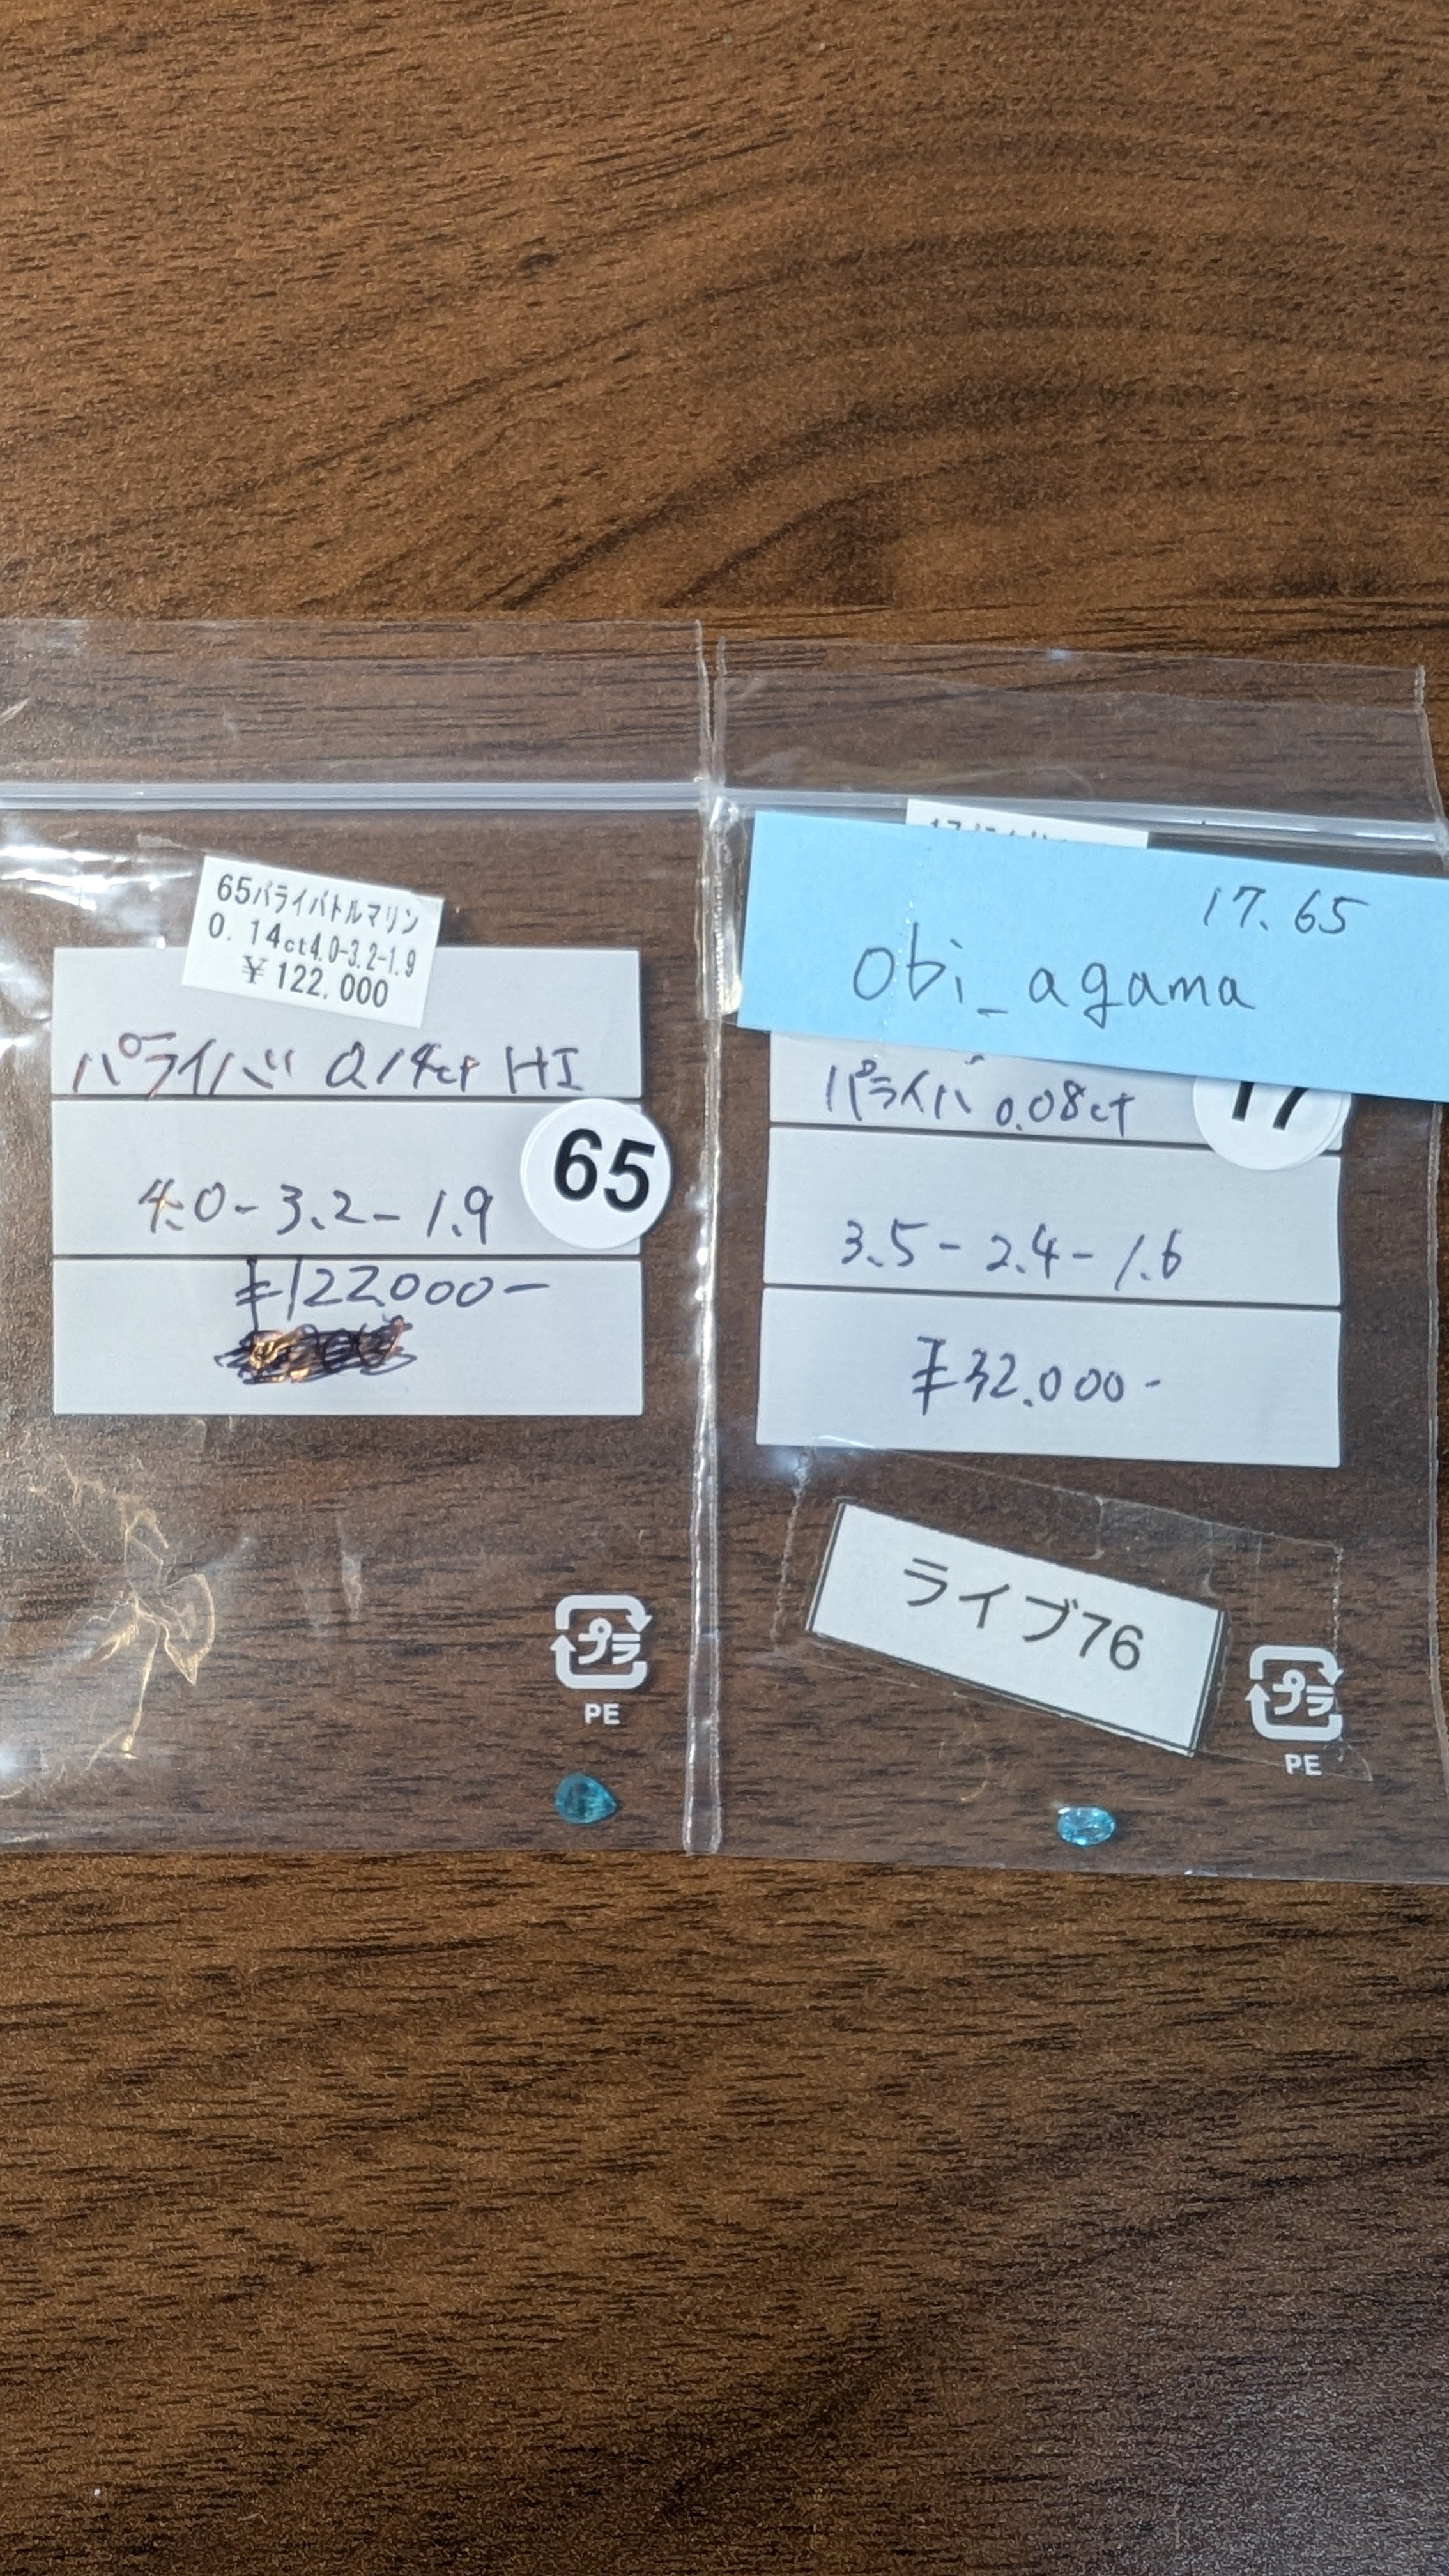 65パライバトルマリン
0.14ct4.0-3.2-1.9
￥122.000
パライバ 0.14ct HI
65
4.0-3.2-1.9
¥122.000-
プラ
PE
17.65
obi_agama
パライバ 0.08ct
17
3.5-2.4-1.6
¥32.000-
ライブ76
プラ
PE